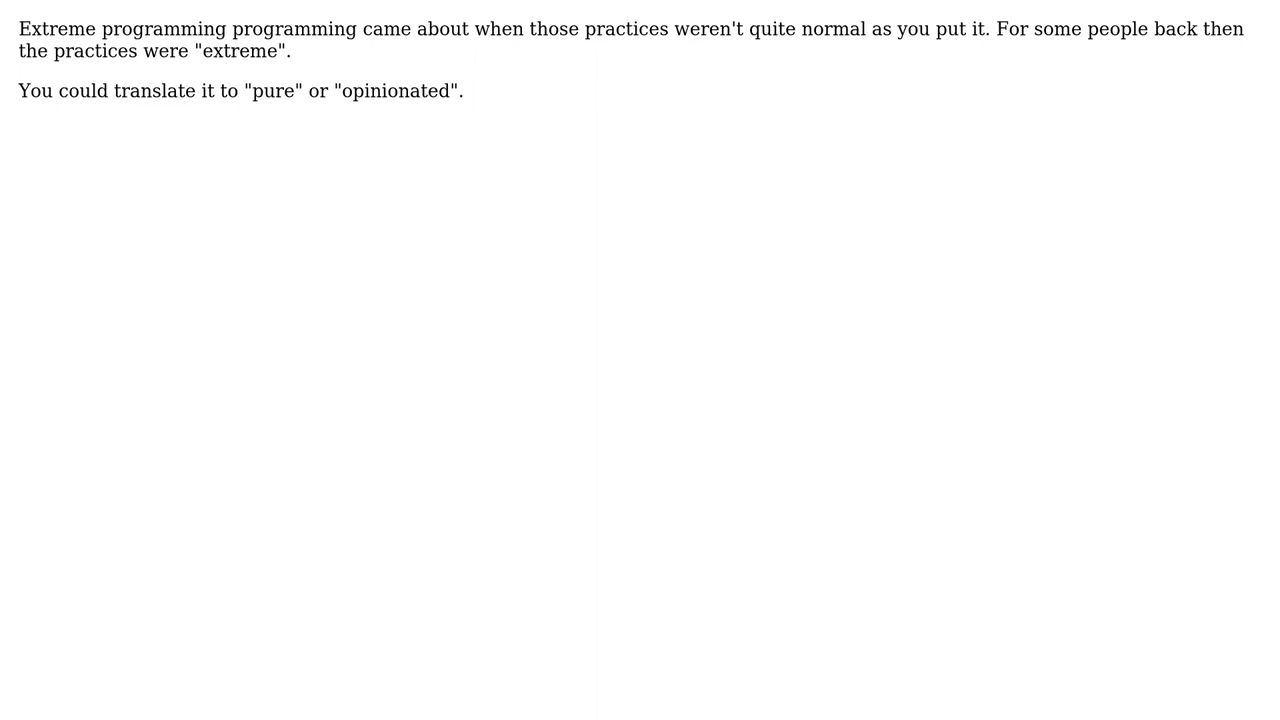 Extreme programming programming came about when those practices weren't quite normal as you put it. For some people back then
the practices were "extreme".
You could translate it to "pure" or "opinionated".